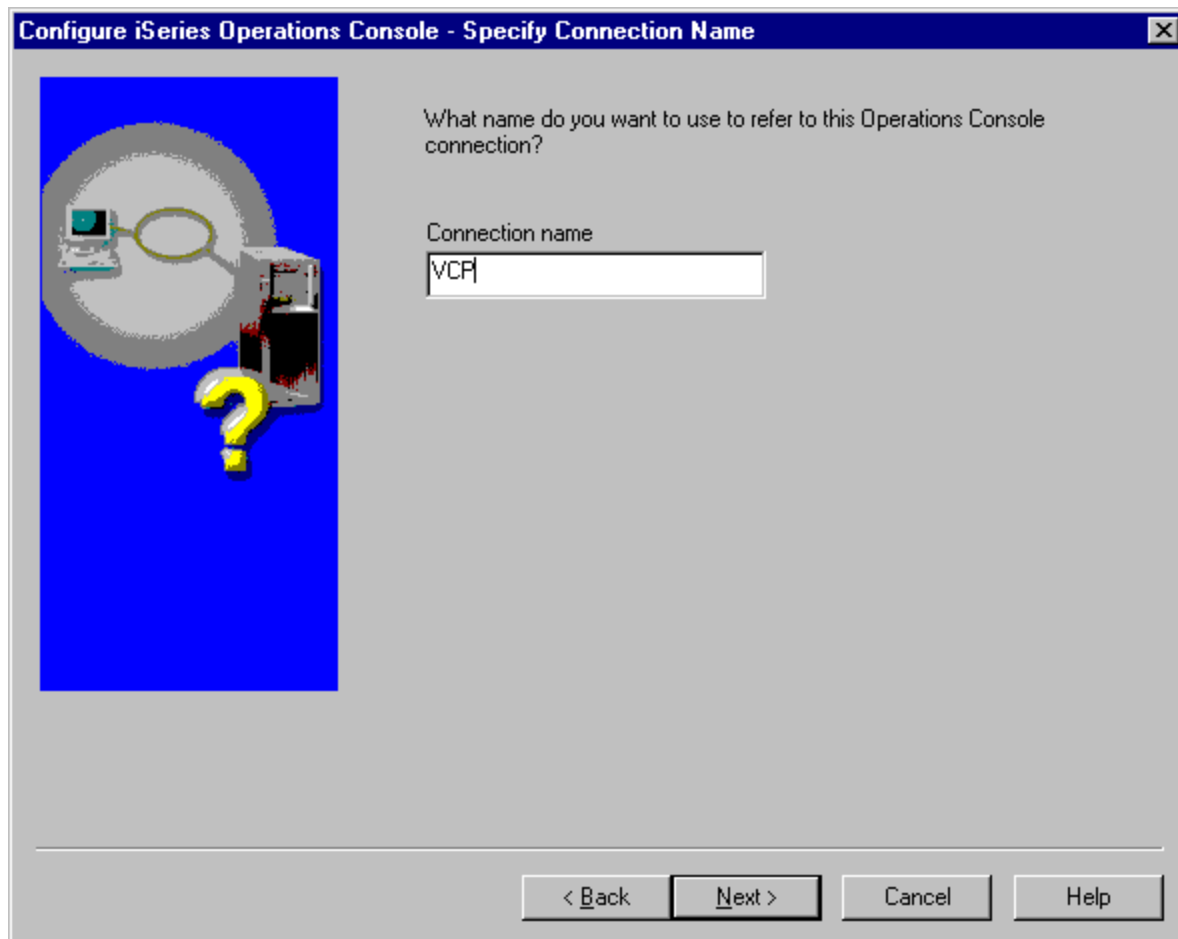 Configure iSeries Operations Console - Specify Connection Name
What name do you want to use to refer to this Operations Console
connection?
Connection name
VCP
< Back
Next >
Cancel
Help